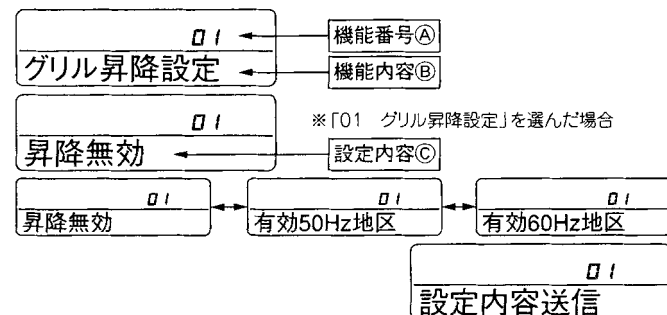 01
機能番号Ⓐ
グリル昇降設定
機能内容Ⓑ
01
※「01 グリル昇降設定」を選んだ場合
昇降無効
設定内容Ⓒ
01
昇降無効
01
有効50Hz地区
01
有効60Hz地区
01
設定内容送信